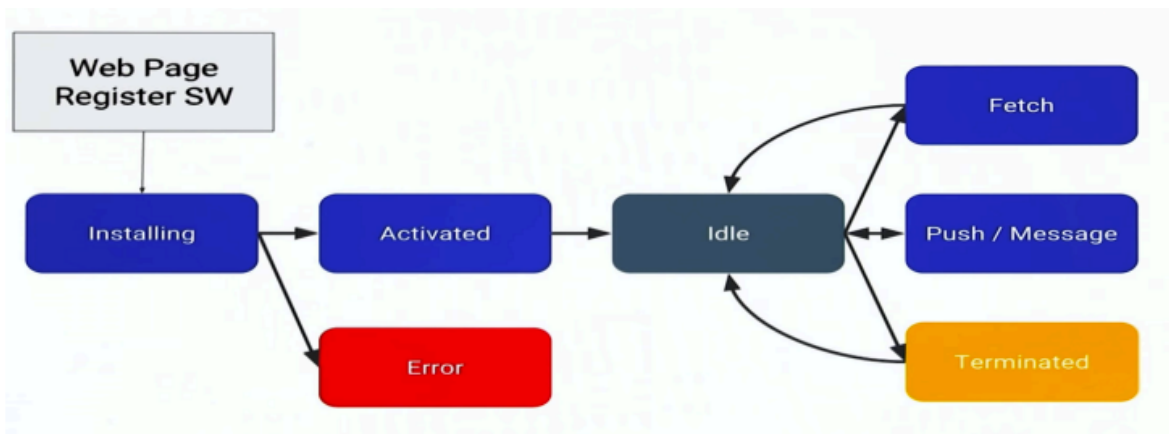 Web Page
Register SW
Fetch
Installing
Activated
Idle
Push / Message
Error
Terminated